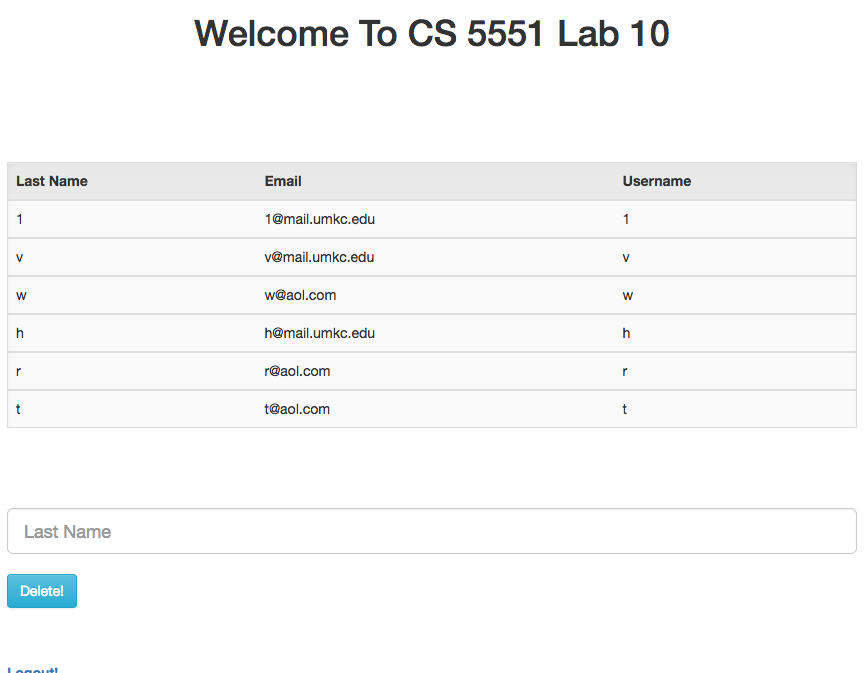 Welcome To CS 5551 Lab 10
Last Name Email Username
1 1@mail.umkc.edu 1
v v@mail.umkc.edu v
w w@aol.com w
h h@mail.umkc.edu h
r r@aol.com r
t t@aol.com t
Last Name
Delete!
Logout!